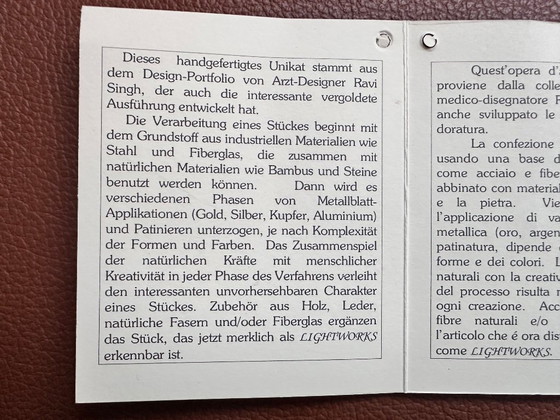 Dieses handgefertigtes Unikat stammt aus
dem Design-Portfolio von Arzt-Designer Ravi
Singh, der auch die interessante vergoldete
Ausführung entwickelt hat.
Die Verarbeitung eines Stückes beginnt mit
dem Grundstoff aus industriellen Materialien wie
Stahl und Fiberglas, die zusammen mit
natürlichen Materialien wie Bambus und Steine
benutzt werden können. Dann wird es
verschiedenen Phasen von Metallblatt-
Applikationen (Gold, Silber, Kupfer, Aluminium)
und Patinieren unterzogen, je nach Komplexität
der Formen und Farben. Das Zusammenspiel
der natürlichen Kräfte mit menschlicher
Kreativität in jeder Phase des Verfahrens verleiht
den interessanten unvorhersehbaren Charakter
eines Stückes. Zubehör aus Holz, Leder,
natürliche Fasern und/oder Fiberglas ergänzen
das Stück, das jetzt merklich als LIGHTWORKS
erkennbar ist.
Quest'opera
proviene dalla
medico-disegnatore
anche sviluppato le
doratura.
La confezione
usando una base
come acciaio e
abbinato con
e la pietra.
l'applicazione di
metallica (oro,
patinatura, dipende
forme e dei colori.
naturali con la
del processo risulta
ogni creazione.
fibre naturali e/o
l'articolo che é ora
come LIGHTWORKS.